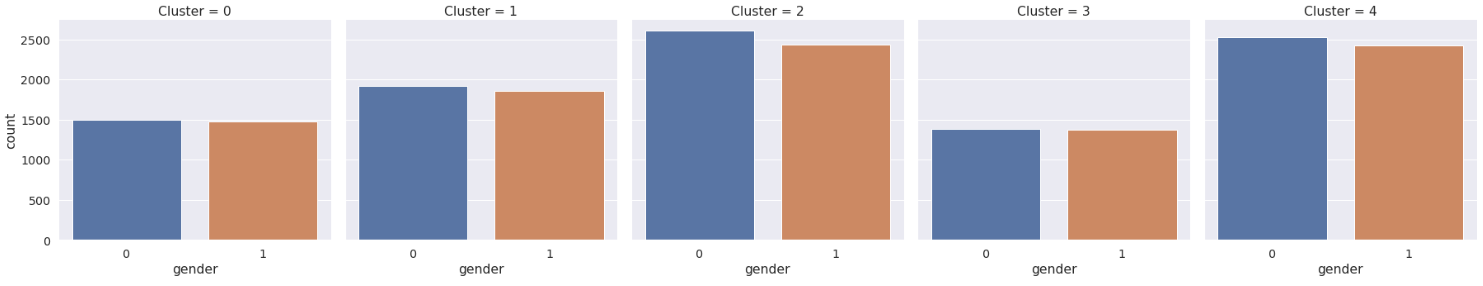 Cluster = 0 Cluster = 1 Cluster = 2 Cluster = 3 Cluster = 4
2500
2000
1500
1000
500
0
count
0 1 0 1 0 1 0 1 0 1
gender gender gender gender gender